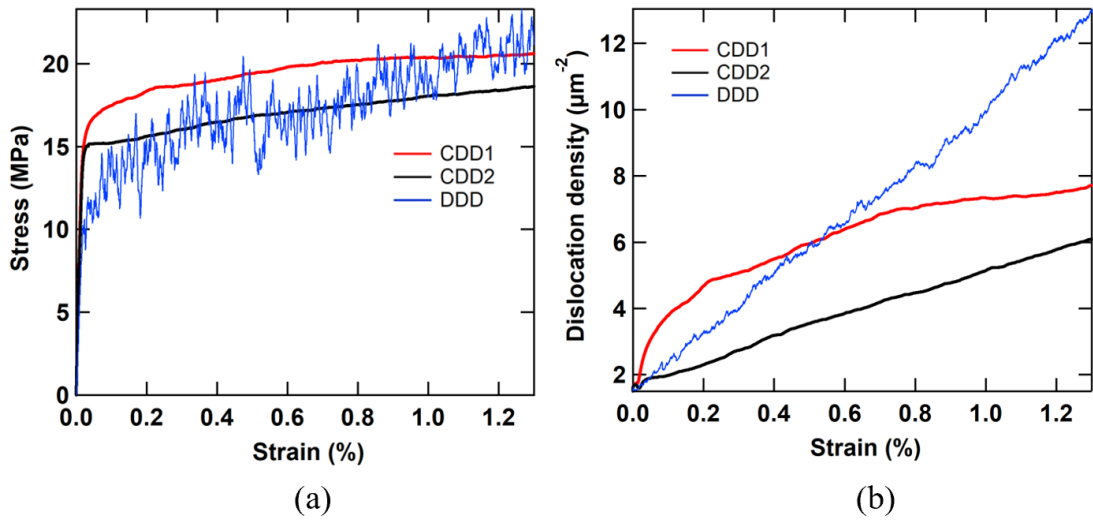 Stress (MPa)
20
15
10
5
0
CDD1
CDD2
DDD
0.0 0.2 0.4 0.6 0.8 1.0 1.2
Strain (%)
(a)
Dislocation density (µm⁻²)
12
10
8
6
4
2
CDD1
CDD2
DDD
0.0 0.2 0.4 0.6 0.8 1.0 1.2
Strain (%)
(b)